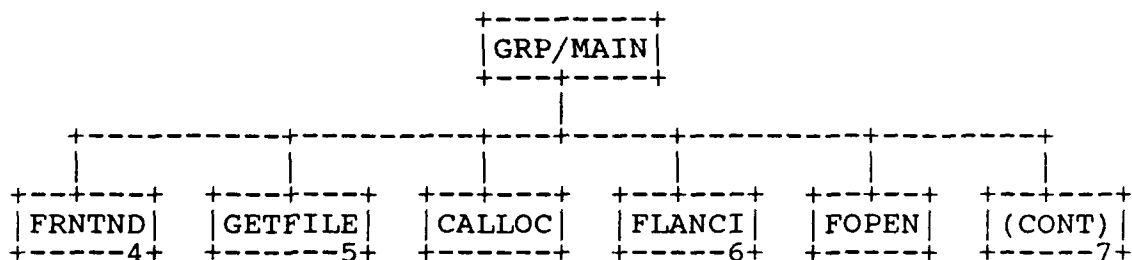 GRP/MAIN
FRNTND GETFILE CALLOC FLANCI FOPEN (CONT)
4 5 6 7